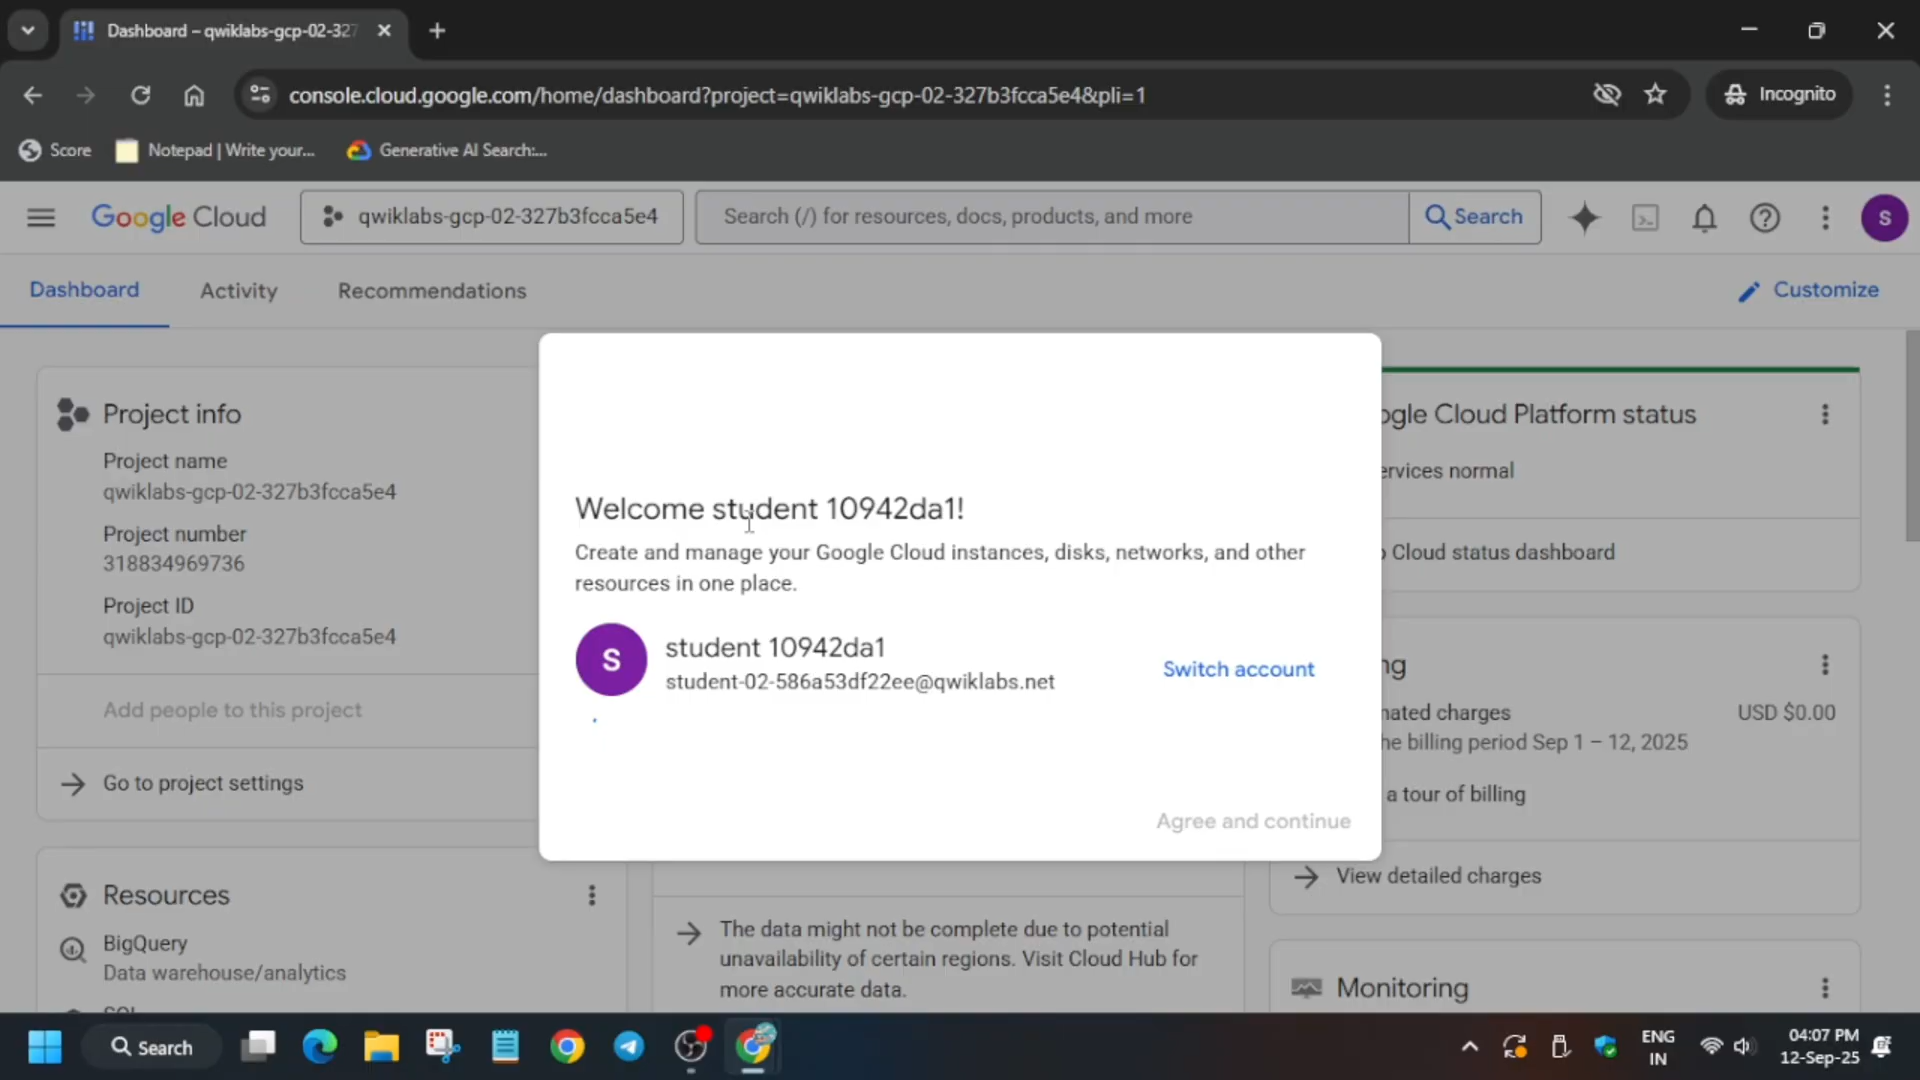 Dashboard – qwiklabs-gcp-02-327
console.cloud.google.com/home/dashboard?project=qwiklabs-gcp-02-327b3fcca5e4&pli=1
Incognito
Score
Notepad | Write your...
Generative AI Search:...
Google Cloud
qwiklabs-gcp-02-327b3fcca5e4
Search (/) for resources, docs, products, and more
Search
S
Dashboard
Activity
Recommendations
Customize
Project info
Project name
qwiklabs-gcp-02-327b3fcca5e4
Project number
318834969736
Project ID
qwiklabs-gcp-02-327b3fcca5e4
Add people to this project
Go to project settings
Resources
BigQuery
Data warehouse/analytics
Welcome student 10942da1!
Create and manage your Google Cloud instances, disks, networks, and other
resources in one place.
S
student 10942da1
student-02-586a53df22ee@qwiklabs.net
Switch account
Agree and continue
The data might not be complete due to potential
unavailability of certain regions. Visit Cloud Hub for
more accurate data.
ogle Cloud Platform status
ervices normal
Cloud status dashboard
ng
nated charges
USD $0.00
he billing period Sep 1 – 12, 2025
a tour of billing
View detailed charges
Monitoring
Search
ENG
IN
04:07 PM
12-Sep-25